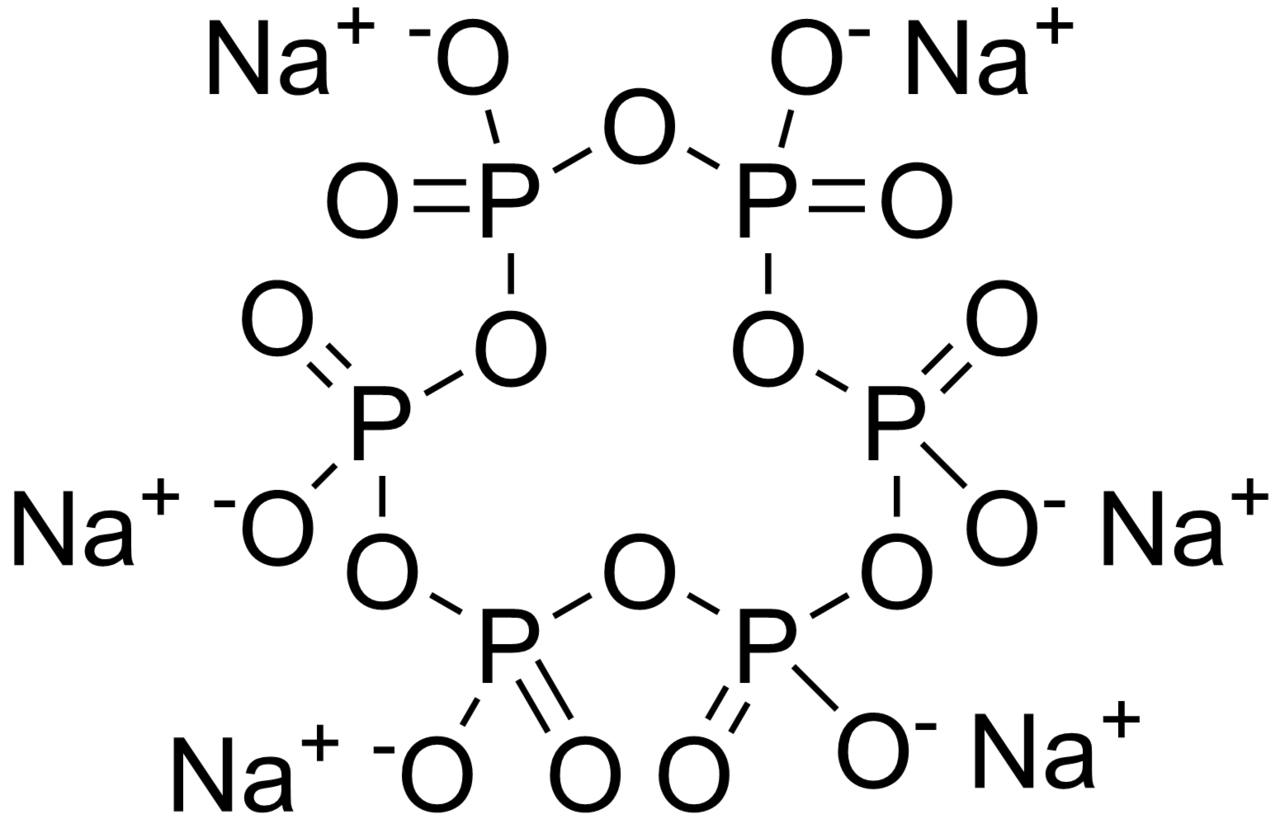 Na+ -O O- Na+
O
O P P O
O O
O O
P P
Na+ -O O- Na+
O O O
P P
Na+ -O O O O- Na+